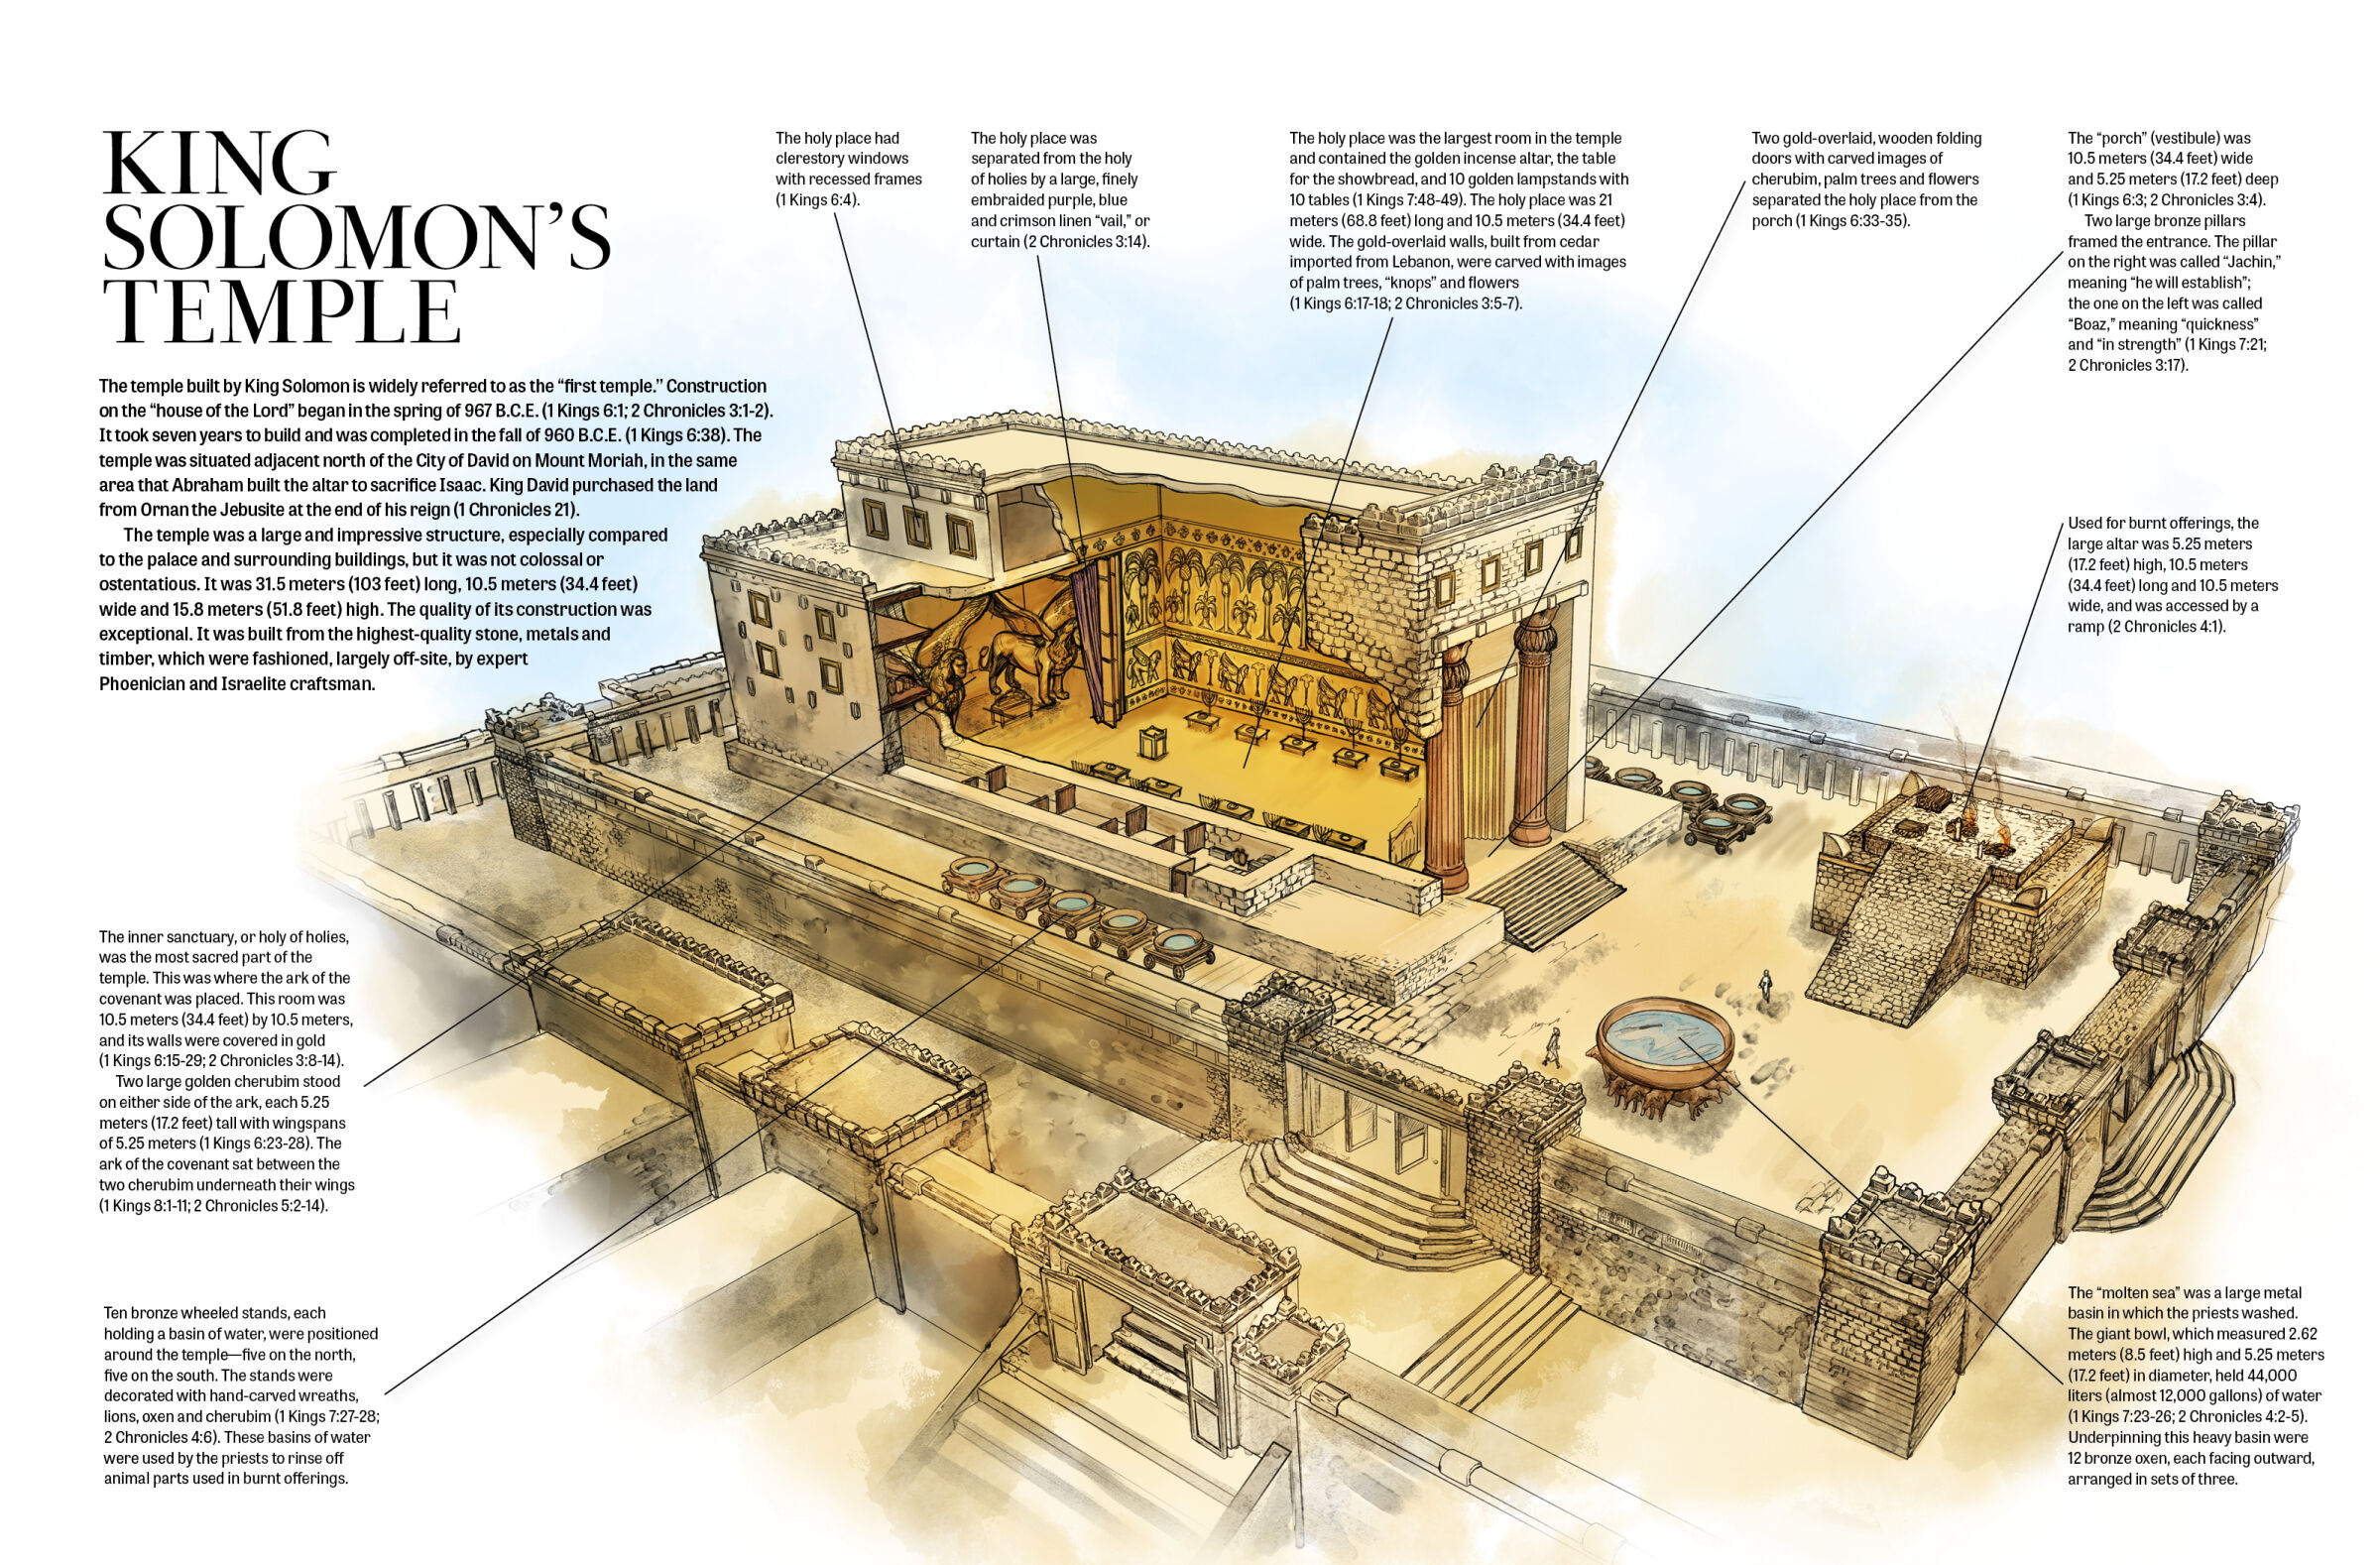 KING
SOLOMON’S
TEMPLE
The temple built by King Solomon is widely referred to as the “first temple.” Construction
on the “house of the Lord” began in the spring of 967 B.C.E. (1 Kings 6:1; 2 Chronicles 3:1-2).
It took seven years to build and was completed in the fall of 960 B.C.E. (1 Kings 6:38). The
temple was situated adjacent north of the City of David on Mount Moriah, in the same
area that Abraham built the altar to sacrifice Isaac. King David purchased the land
from Ornan the Jebusite at the end of his reign (1 Chronicles 21).
The temple was a large and impressive structure, especially compared
to the palace and surrounding buildings, but it was not colossal or
ostentatious. It was 31.5 meters (103 feet) long, 10.5 meters (34.4 feet)
wide and 15.8 meters (51.8 feet) high. The quality of its construction was
exceptional. It was built from the highest-quality stone, metals and
timber, which were fashioned, largely off-site, by expert
Phoenician and Israelite craftsman.
The holy place had
clerestory windows
with recessed frames
(1 Kings 6:4).
The holy place was
separated from the holy
of holies by a large, finely
embraided purple, blue
and crimson linen “vail,” or
curtain (2 Chronicles 3:14).
The holy place was the largest room in the temple
and contained the golden incense altar, the table
for the showbread, and 10 golden lampstands with
10 tables (1 Kings 7:48-49). The holy place was 21
meters (68.8 feet) long and 10.5 meters (34.4 feet)
wide. The gold-overlaid walls, built from cedar
imported from Lebanon, were carved with images
of palm trees, “knops” and flowers
(1 Kings 6:17-18; 2 Chronicles 3:5-7).
Two gold-overlaid, wooden folding
doors with carved images of
cherubim, palm trees and flowers
separated the holy place from the
porch (1 Kings 6:33-35).
The “porch” (vestibule) was
10.5 meters (34.4 feet) wide
and 5.25 meters (17.2 feet) deep
(1 Kings 6:3; 2 Chronicles 3:4).
Two large bronze pillars
framed the entrance. The pillar
on the right was called “Jachin,”
meaning “he will establish”;
the one on the left was called
“Boaz,” meaning “quickness”
and “in strength” (1 Kings 7:21;
2 Chronicles 3:17).
Used for burnt offerings, the
large altar was 5.25 meters
(17.2 feet) high, 10.5 meters
(34.4 feet) long and 10.5 meters
wide, and was accessed by a
ramp (2 Chronicles 4:1).
The inner sanctuary, or holy of holies,
was the most sacred part of the
temple. This was where the ark of the
covenant was placed. This room was
10.5 meters (34.4 feet) by 10.5 meters,
and its walls were covered in gold
(1 Kings 6:15-29; 2 Chronicles 3:8-14).
Two large golden cherubim stood
on either side of the ark, each 5.25
meters (17.2 feet) tall with wingspans
of 5.25 meters (1 Kings 6:23-28). The
ark of the covenant sat between the
two cherubim underneath their wings
(1 Kings 8:1-11; 2 Chronicles 5:2-14).
Ten bronze wheeled stands, each
holding a basin of water, were positioned
around the temple—five on the north,
five on the south. The stands were
decorated with hand-carved wreaths,
lions, oxen and cherubim (1 Kings 7:27-28;
2 Chronicles 4:6). These basins of water
were used by the priests to rinse off
animal parts used in burnt offerings.
The “molten sea” was a large metal
basin in which the priests washed.
The giant bowl, which measured 2.62
meters (8.5 feet) high and 5.25 meters
(17.2 feet) in diameter, held 44,000
liters (almost 12,000 gallons) of water
(1 Kings 7:23-26; 2 Chronicles 4:2-5).
Underpinning this heavy basin were
12 bronze oxen, each facing outward,
arranged in sets of three.